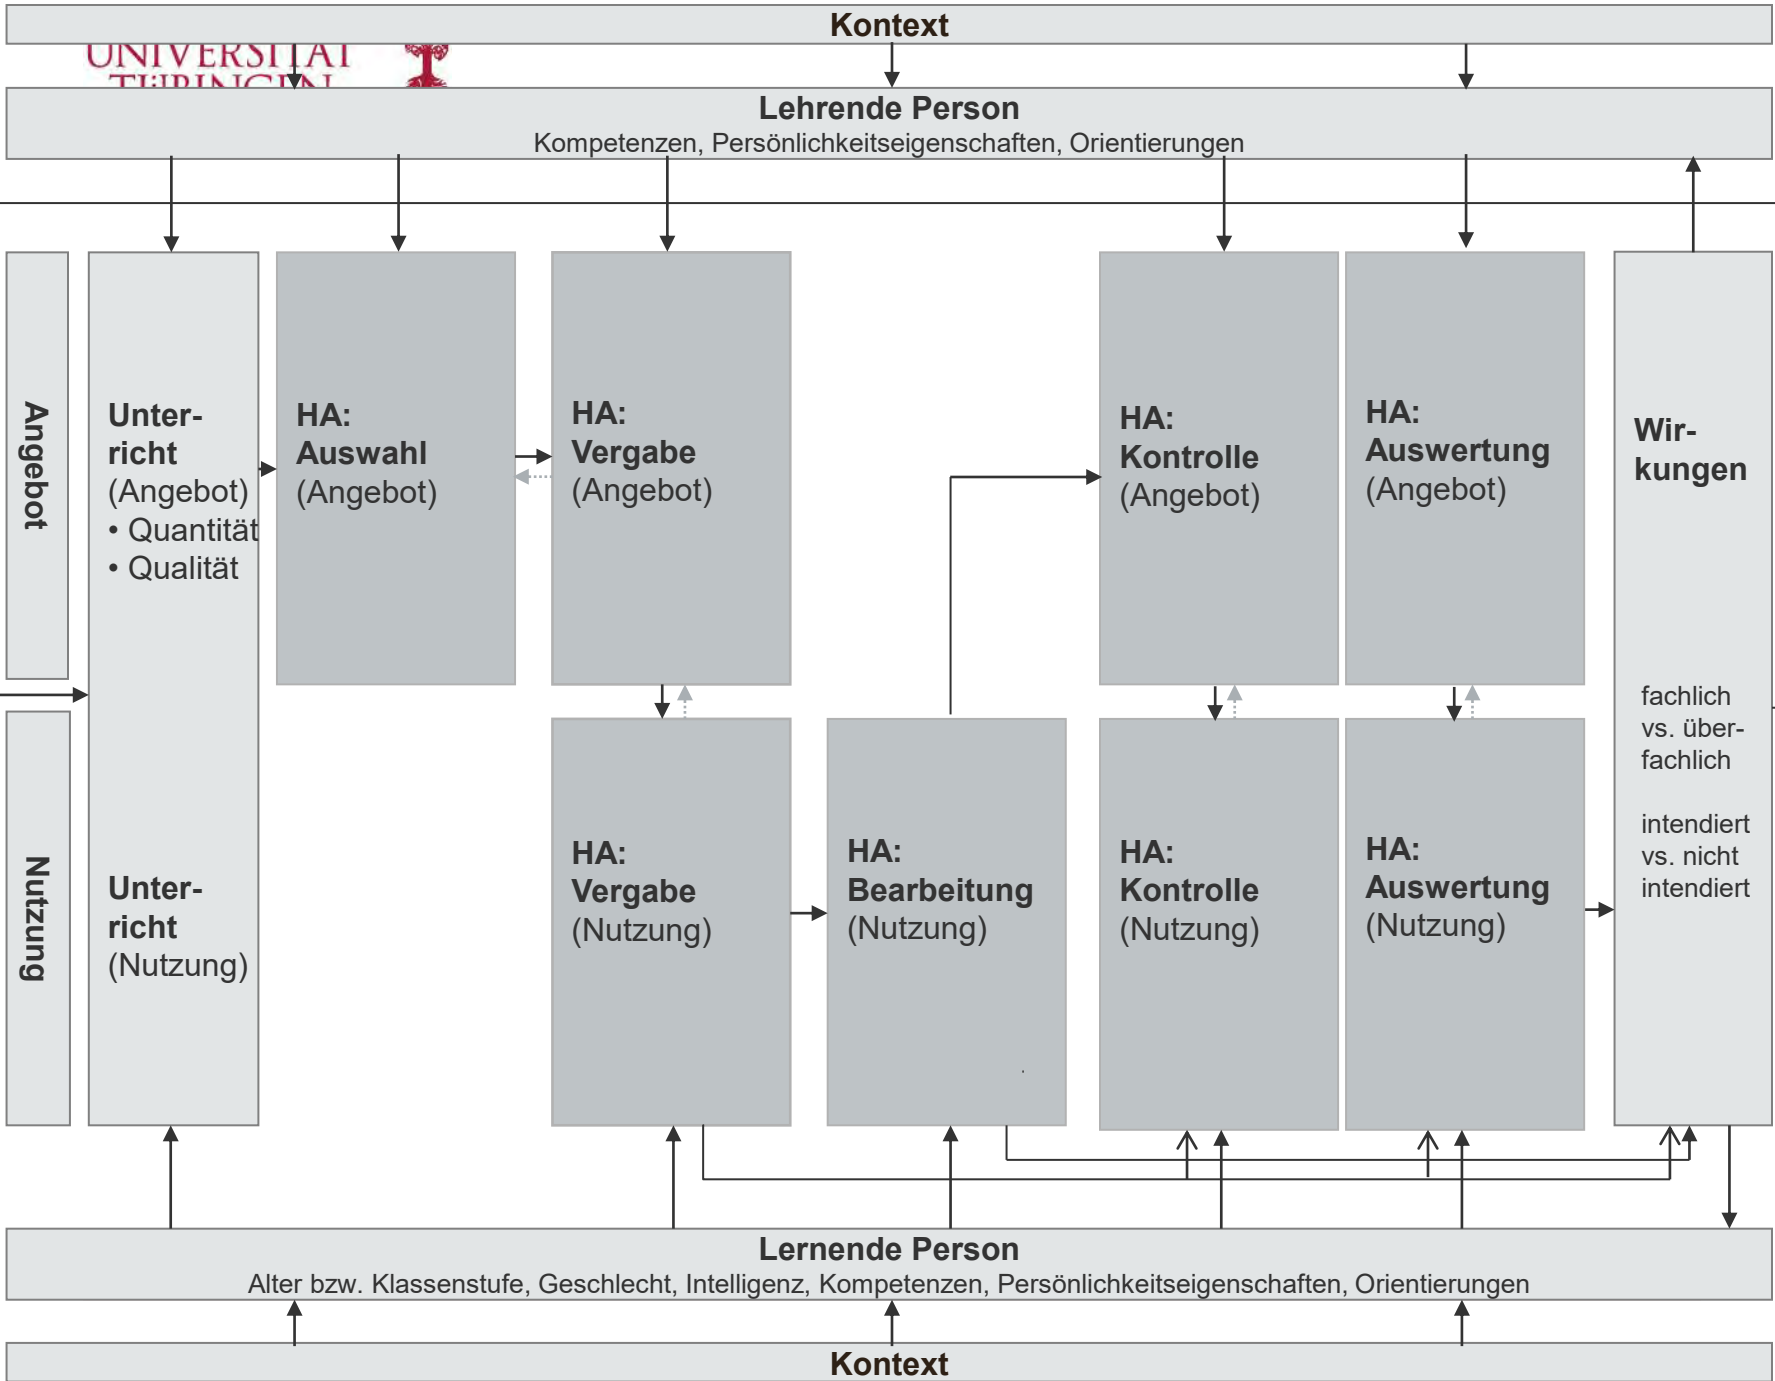 Kontext
UNIVERSITÄT
TÜBINGEN
Lehrende Person
Kompetenzen, Persönlichkeitseigenschaften, Orientierungen
Angebot
Unter-
richt
(Angebot)
• Quantität
• Qualität
HA:
Auswahl
(Angebot)
HA:
Vergabe
(Angebot)
HA:
Kontrolle
(Angebot)
HA:
Auswertung
(Angebot)
Wir-
kungen
fachlich
vs. über-
fachlich
intendiert
vs. nicht
intendiert
Nutzung
Unter-
richt
(Nutzung)
HA:
Vergabe
(Nutzung)
HA:
Bearbeitung
(Nutzung)
HA:
Kontrolle
(Nutzung)
HA:
Auswertung
(Nutzung)
Lernende Person
Alter bzw. Klassenstufe, Geschlecht, Intelligenz, Kompetenzen, Persönlichkeitseigenschaften, Orientierungen
Kontext